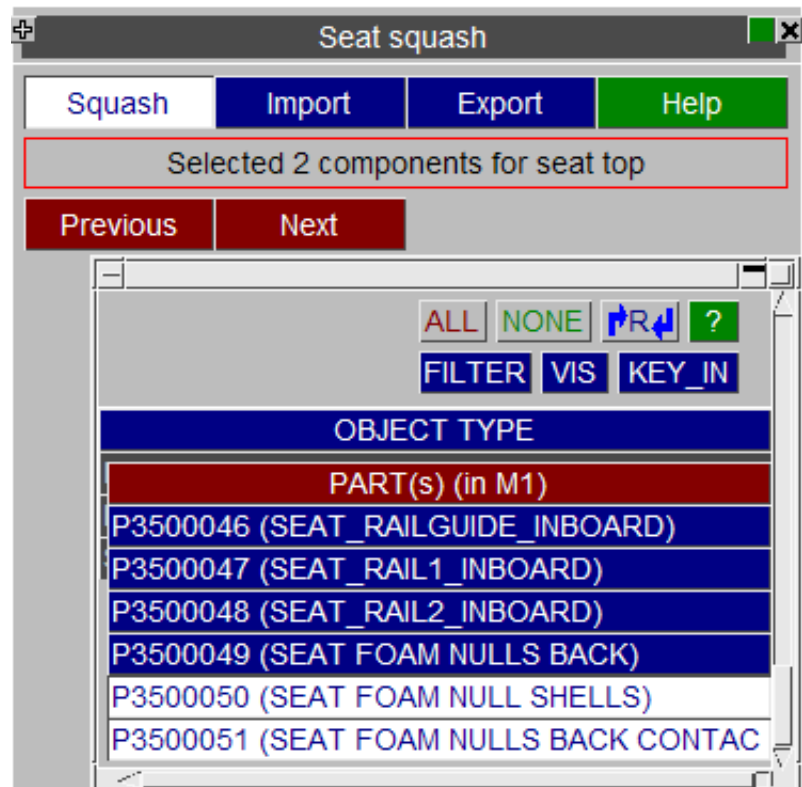 Seat squash
Squash Import Export Help
Selected 2 components for seat top
Previous Next
ALL NONE R ?
FILTER VIS KEY_IN
OBJECT TYPE
PART(s) (in M1)
P3500046 (SEAT_RAILGUIDE_INBOARD)
P3500047 (SEAT_RAIL1_INBOARD)
P3500048 (SEAT_RAIL2_INBOARD)
P3500049 (SEAT FOAM NULLS BACK)
P3500050 (SEAT FOAM NULL SHELLS)
P3500051 (SEAT FOAM NULLS BACK CONTAC